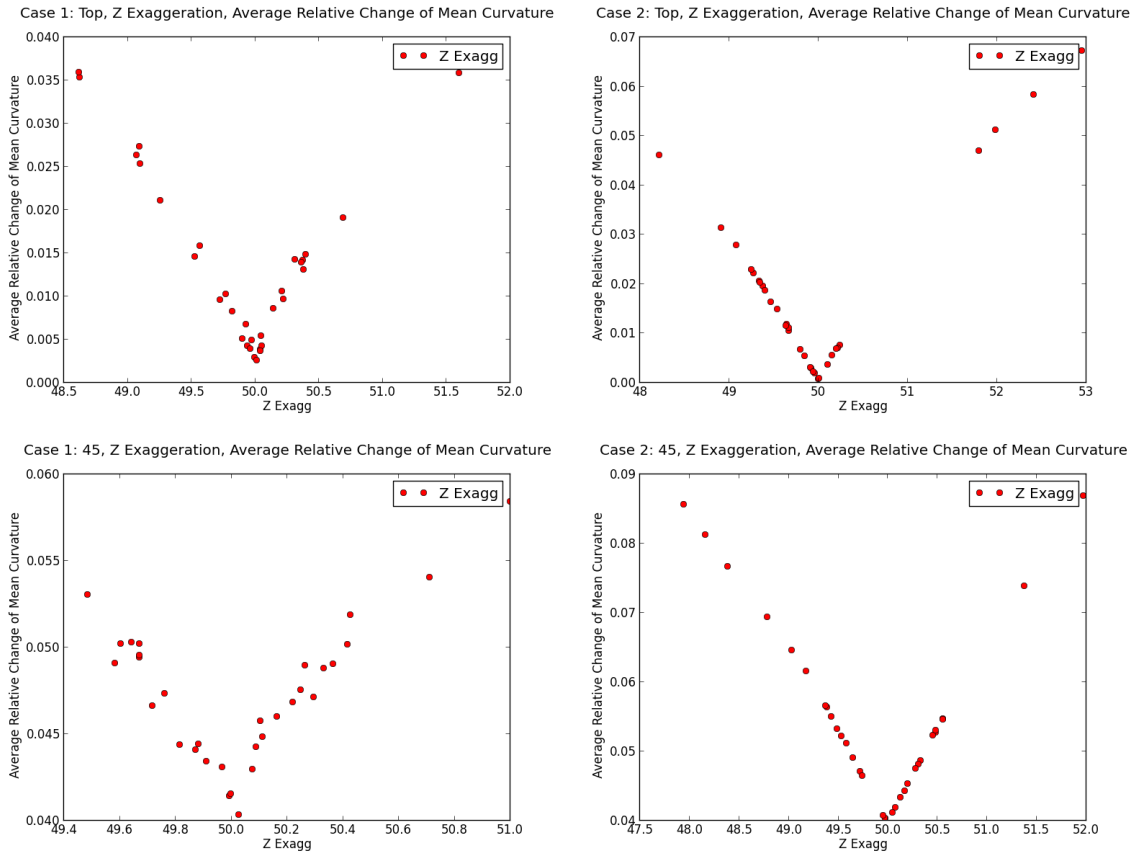 Case 1: Top, Z Exaggeration, Average Relative Change of Mean Curvature
Average Relative Change of Mean Curvature
0.040
0.035
0.030
0.025
0.020
0.015
0.010
0.005
0.000
Z Exagg
48.5 49.0 49.5 50.0 50.5 51.0 51.5 52.0
Z Exagg
Case 2: Top, Z Exaggeration, Average Relative Change of Mean Curvature
Average Relative Change of Mean Curvature
0.07
0.06
0.05
0.04
0.03
0.02
0.01
0.00
Z Exagg
48 49 50 51 52 53
Z Exagg
Case 1: 45, Z Exaggeration, Average Relative Change of Mean Curvature
Average Relative Change of Mean Curvature
0.060
0.055
0.050
0.045
0.040
Z Exagg
49.4 49.6 49.8 50.0 50.2 50.4 50.6 50.8 51.0
Z Exagg
Case 2: 45, Z Exaggeration, Average Relative Change of Mean Curvature
Average Relative Change of Mean Curvature
0.09
0.08
0.07
0.06
0.05
0.04
Z Exagg
47.5 48.0 48.5 49.0 49.5 50.0 50.5 51.0 51.5 52.0
Z Exagg